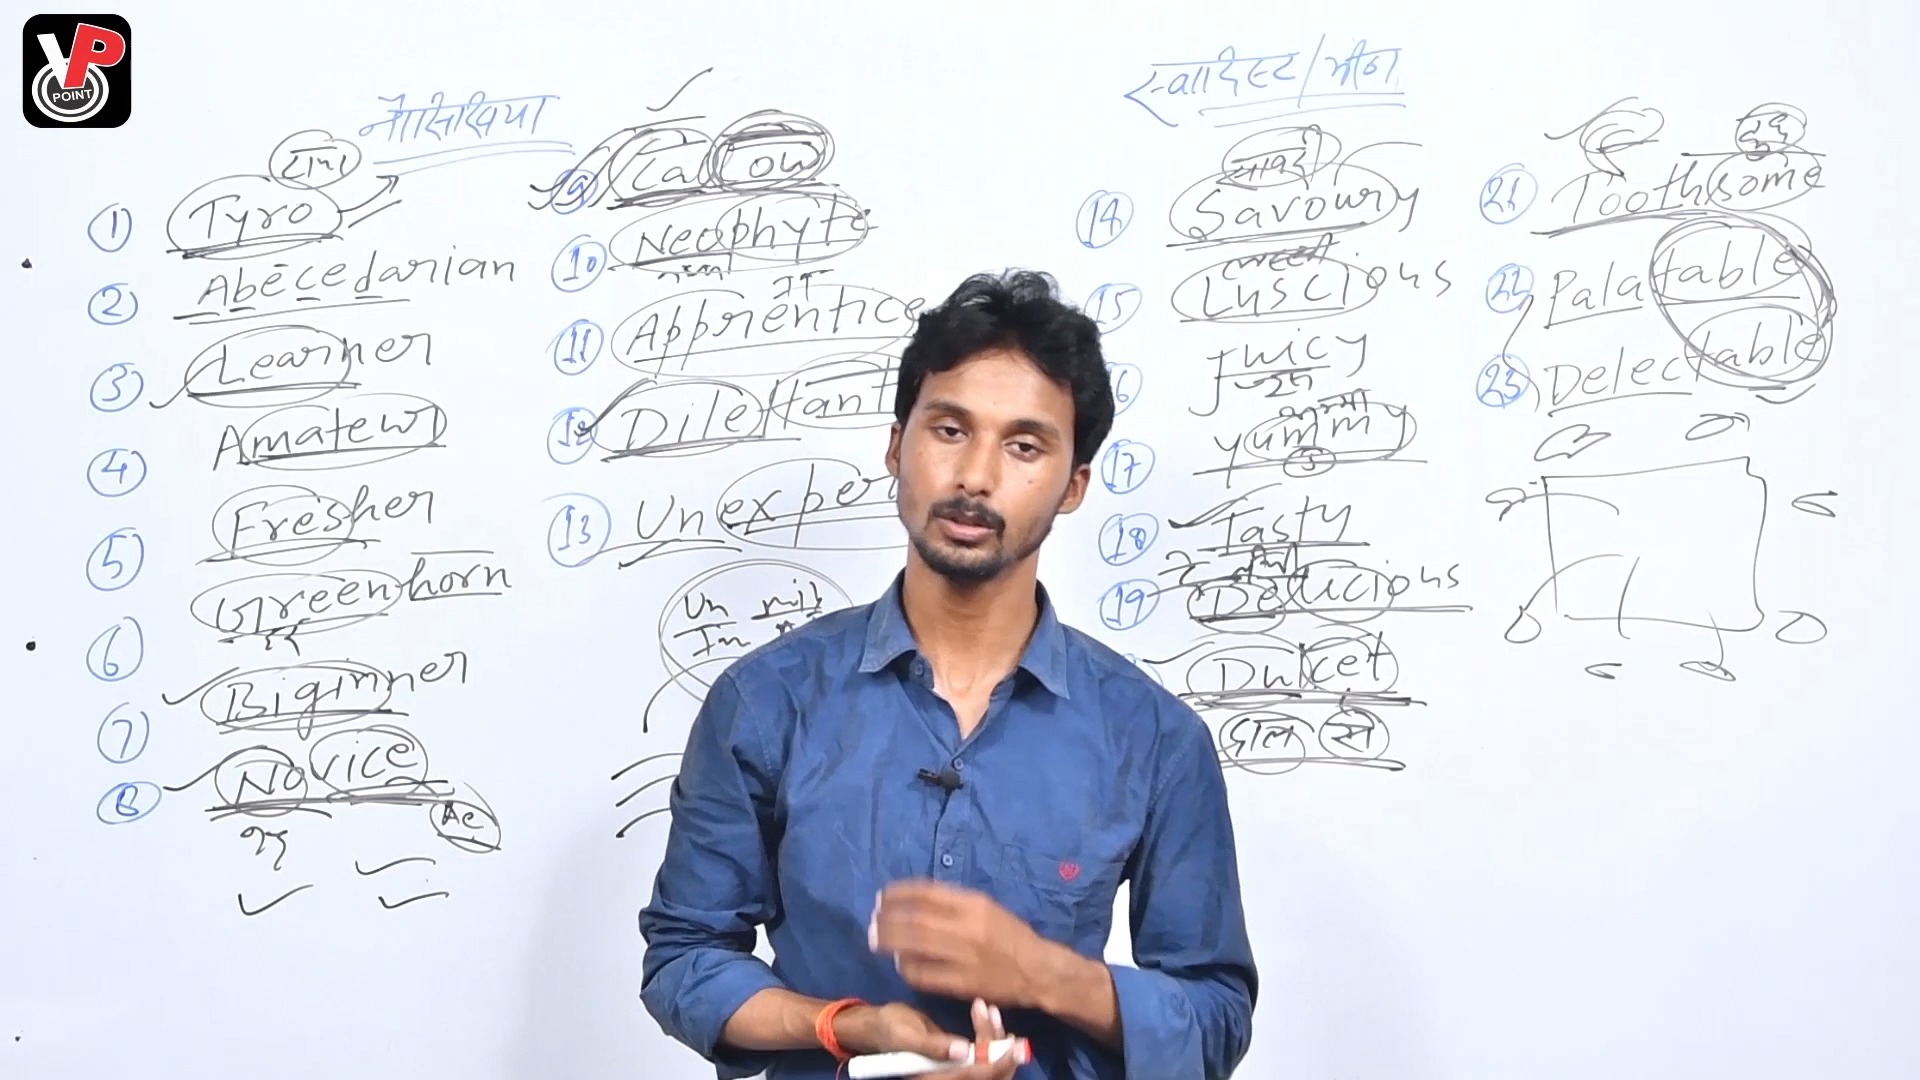 VP
POINT
नौसिखिया
① Tyro
② Abecedarian
③ Learner
④ Amateur
⑤ Fresher
⑥ Greenhorn
⑦ Biginner
⑧ Novice
Ae
⑨ Callow
⑩ Neophyte
⑪ Apprentice
⑫ Dilettant
⑬ Unexper
Un
Im
स्वादिष्ट/मीठा
⑭ Savoury
⑮ Luscious
Juicy
⑰ yummy
⑱ Tasty
⑲ Delicious
Dulcet
दाल से
㉑ Toothsome
㉒ Palatable
㉓ Delectable